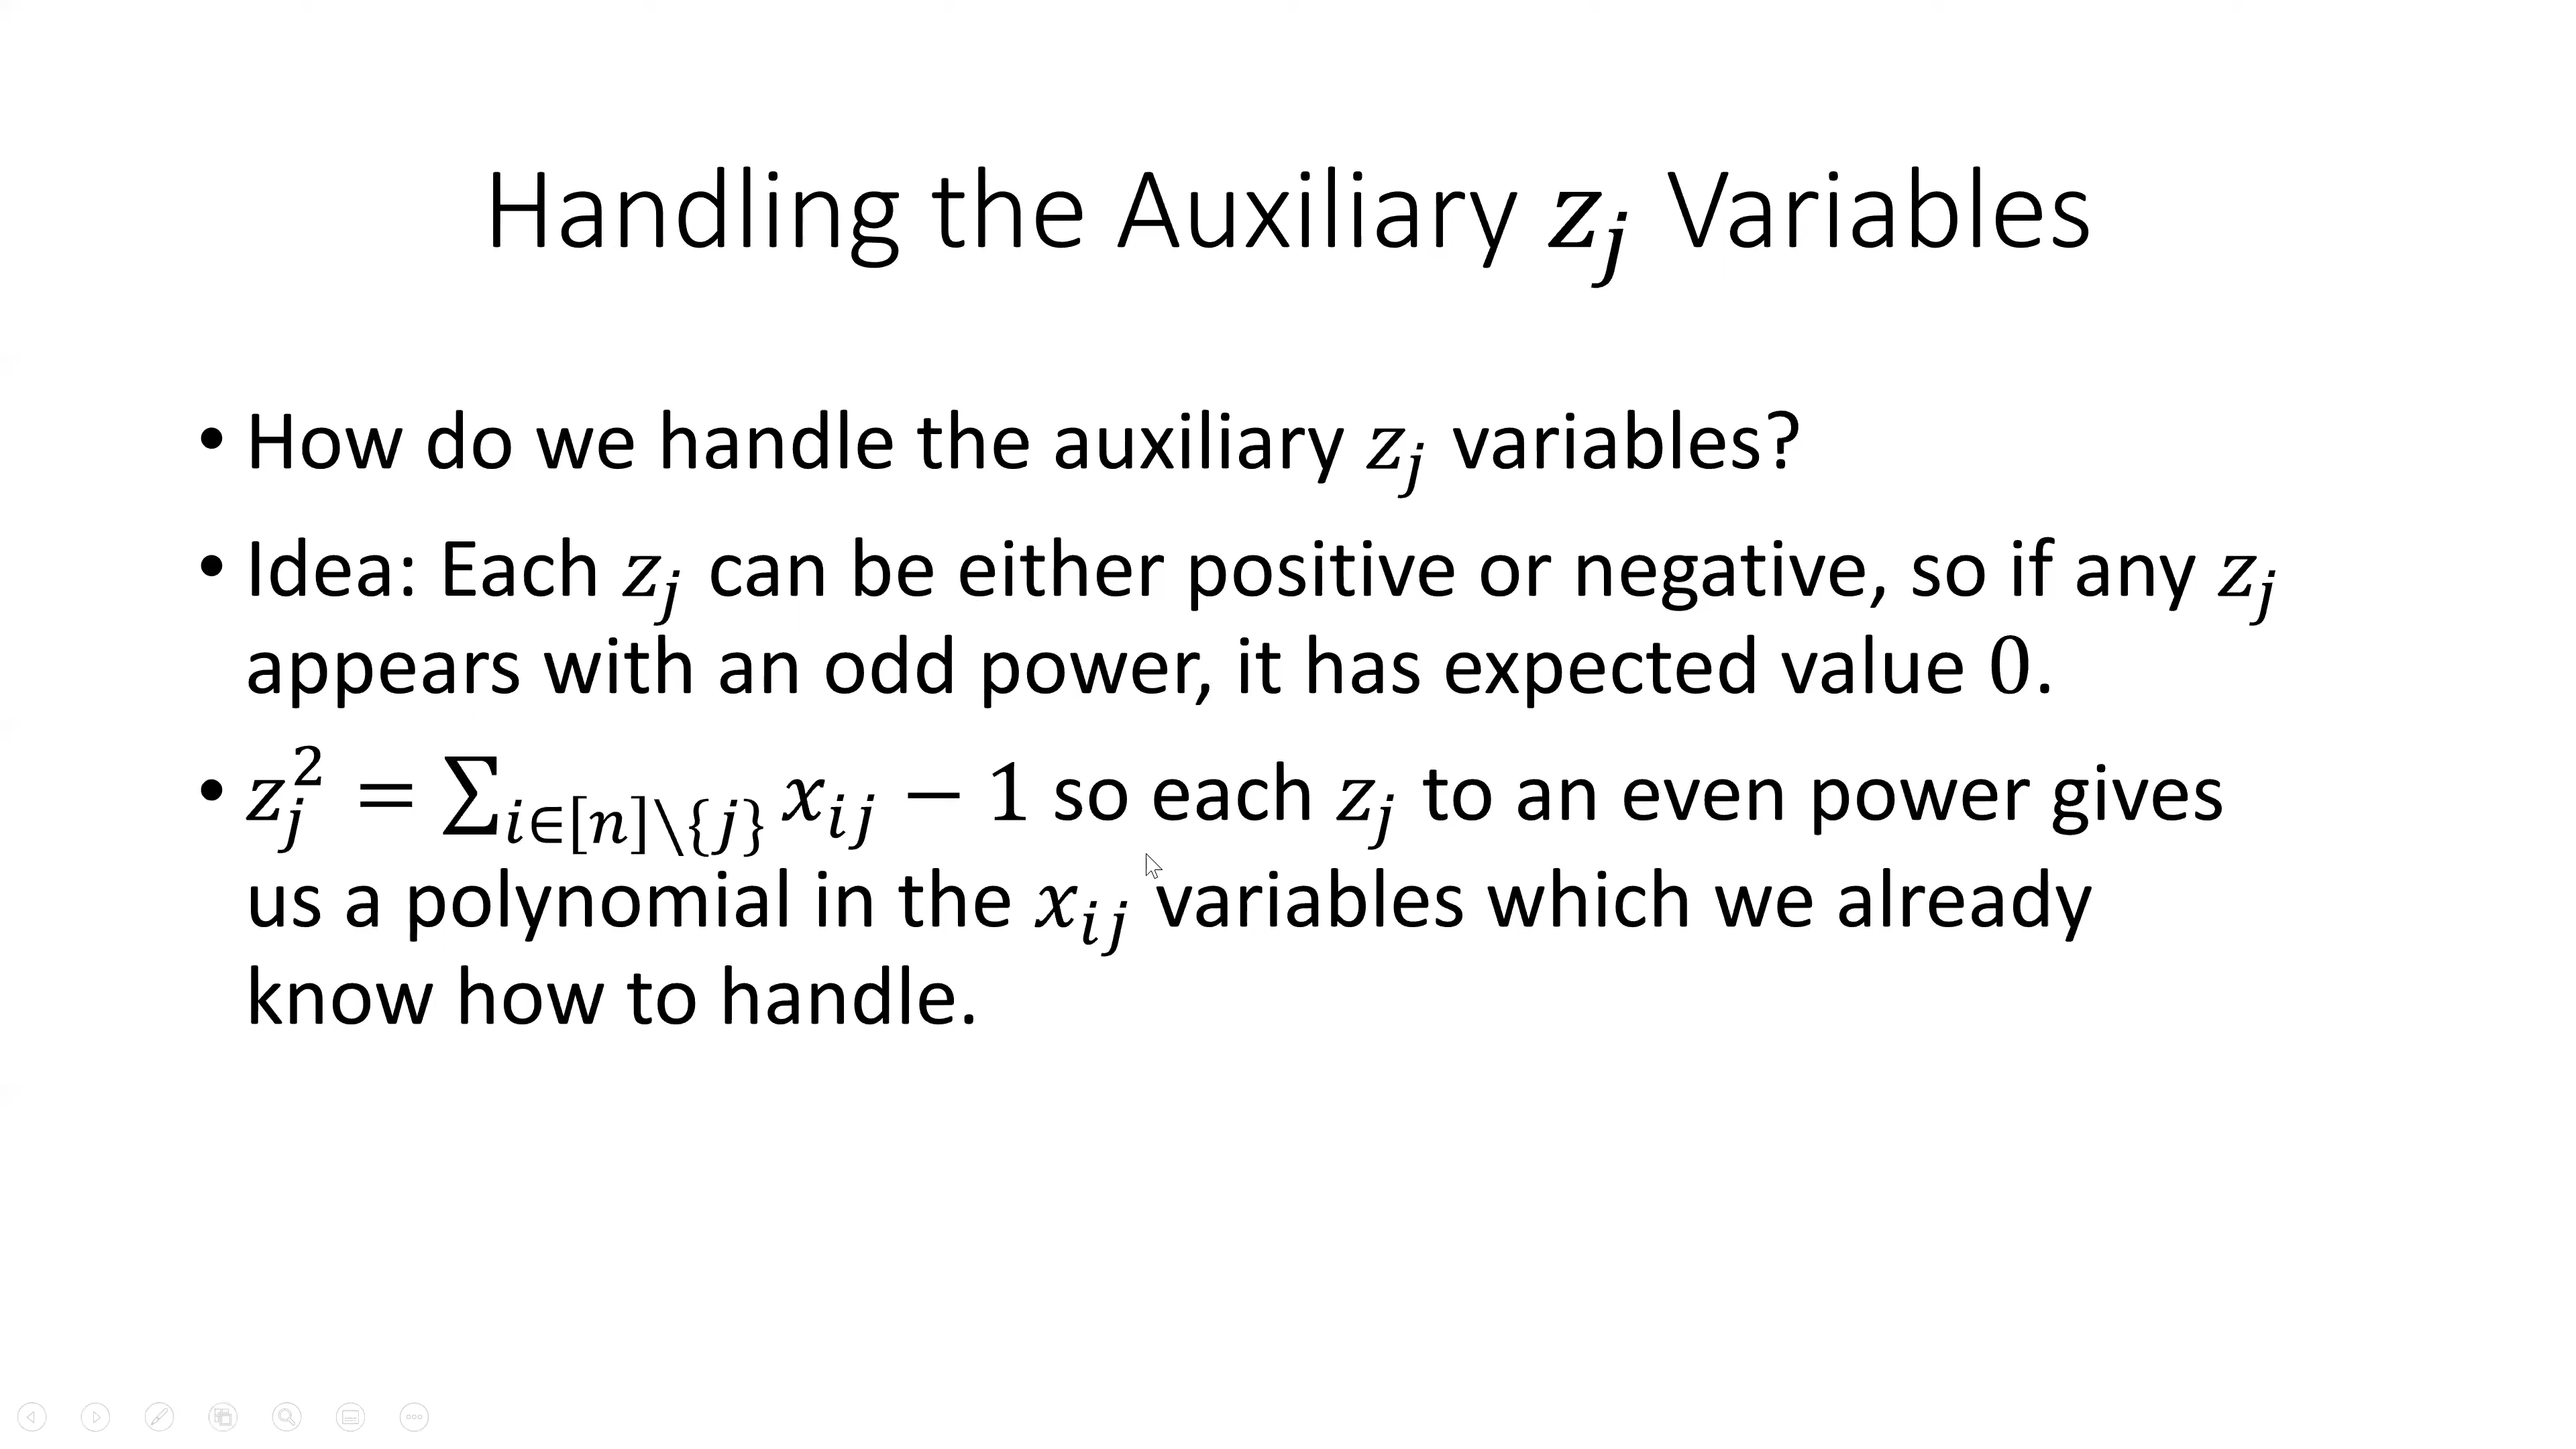 Handling the Auxiliary $z_j$ Variables
• How do we handle the auxiliary $z_j$ variables?
• Idea: Each $z_j$ can be either positive or negative, so if any $z_j$
appears with an odd power, it has expected value 0.
• $z_j^2 = \sum_{i \in [n] \setminus \{j\}} x_{ij} - 1$ so each $z_j$ to an even power gives
us a polynomial in the $x_{ij}$ variables which we already
know how to handle.